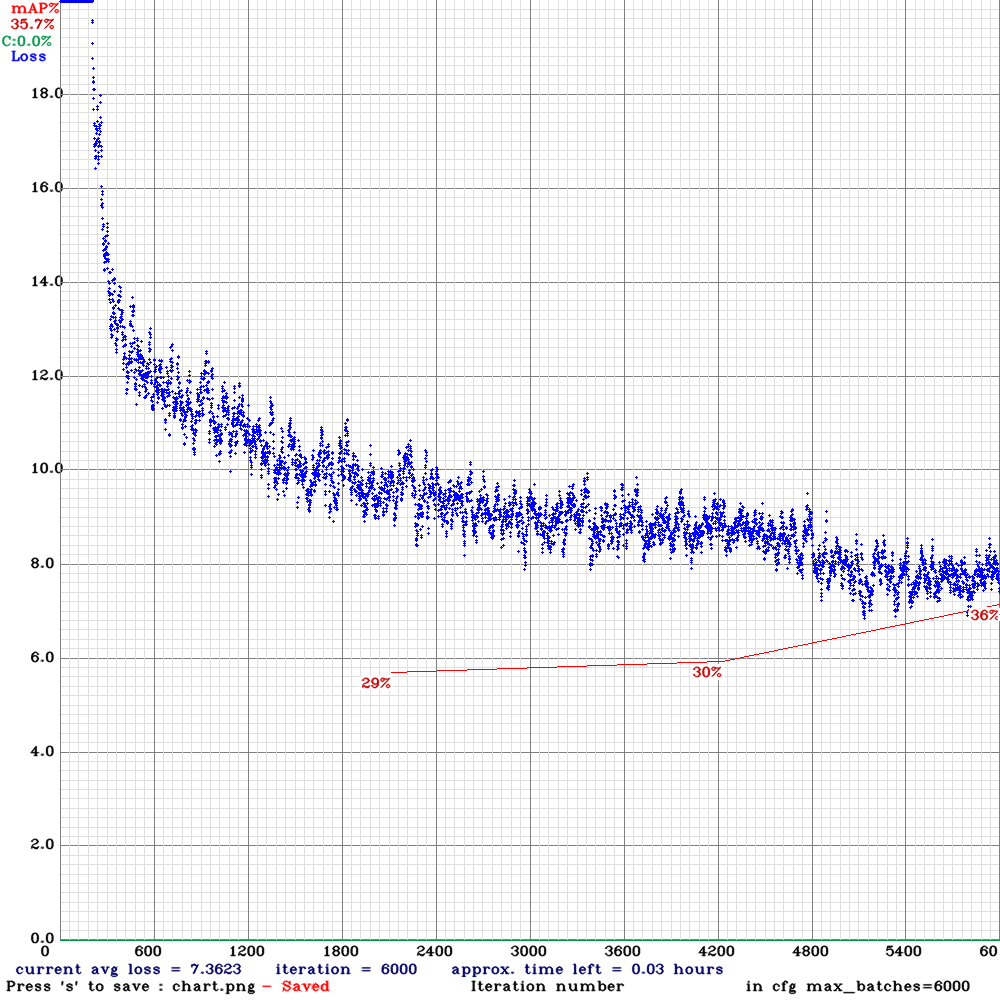 mAP%
35.7%
C:0.0%
Loss
18.0
16.0
14.0
12.0
10.0
8.0
6.0
4.0
2.0
0.0
29%
30%
36%
0 600 1200 1800 2400 3000 3600 4200 4800 5400 60
current avg loss = 7.3623 iteration = 6000 approx. time left = 0.03 hours
Press 's' to save : chart.png - Saved Iteration number in cfg max_batches=6000